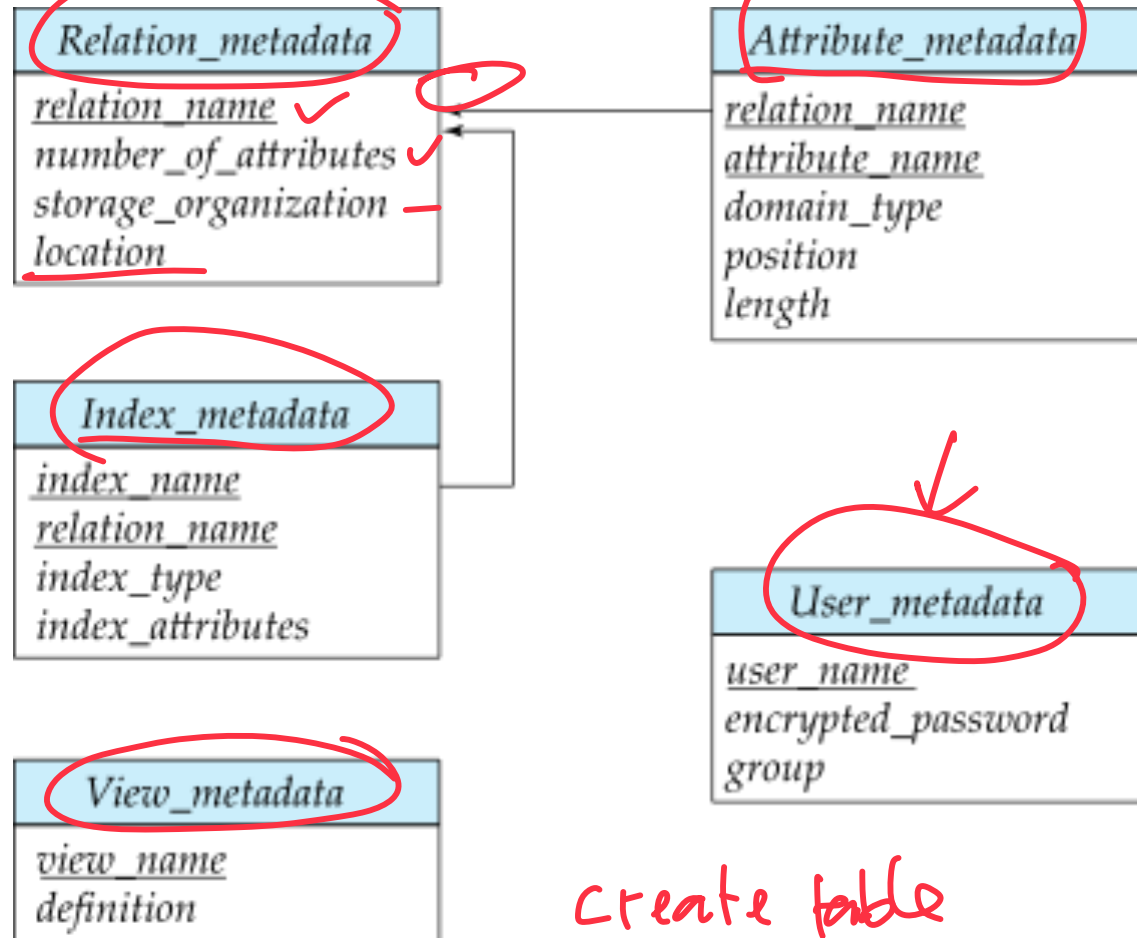 Relation_metadata
relation_name
number_of_attributes
storage_organization
location
Attribute_metadata
relation_name
attribute_name
domain_type
position
length
Index_metadata
index_name
relation_name
index_type
index_attributes
User_metadata
user_name
encrypted_password
group
View_metadata
view_name
definition
create table